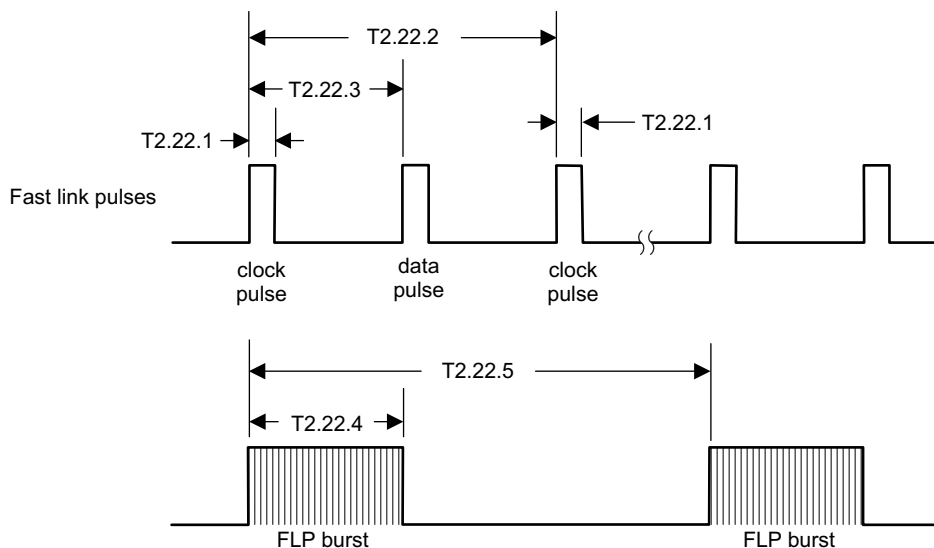 T2.22.2
T2.22.3
T2.22.1
T2.22.1
Fast link pulses
clock
pulse
data
pulse
clock
pulse
T2.22.5
T2.22.4
FLP burst
FLP burst